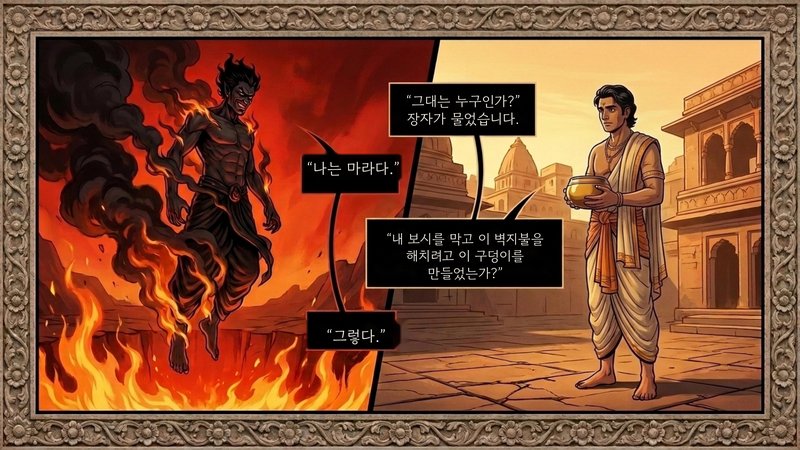 “그대는 누구인가?”
장자가 물었습니다.
“나는 마라다.”
“내 보시를 막고 이 벽지불을
해치려고 이 구덩이를
만들었는가?”
“그렇다.”